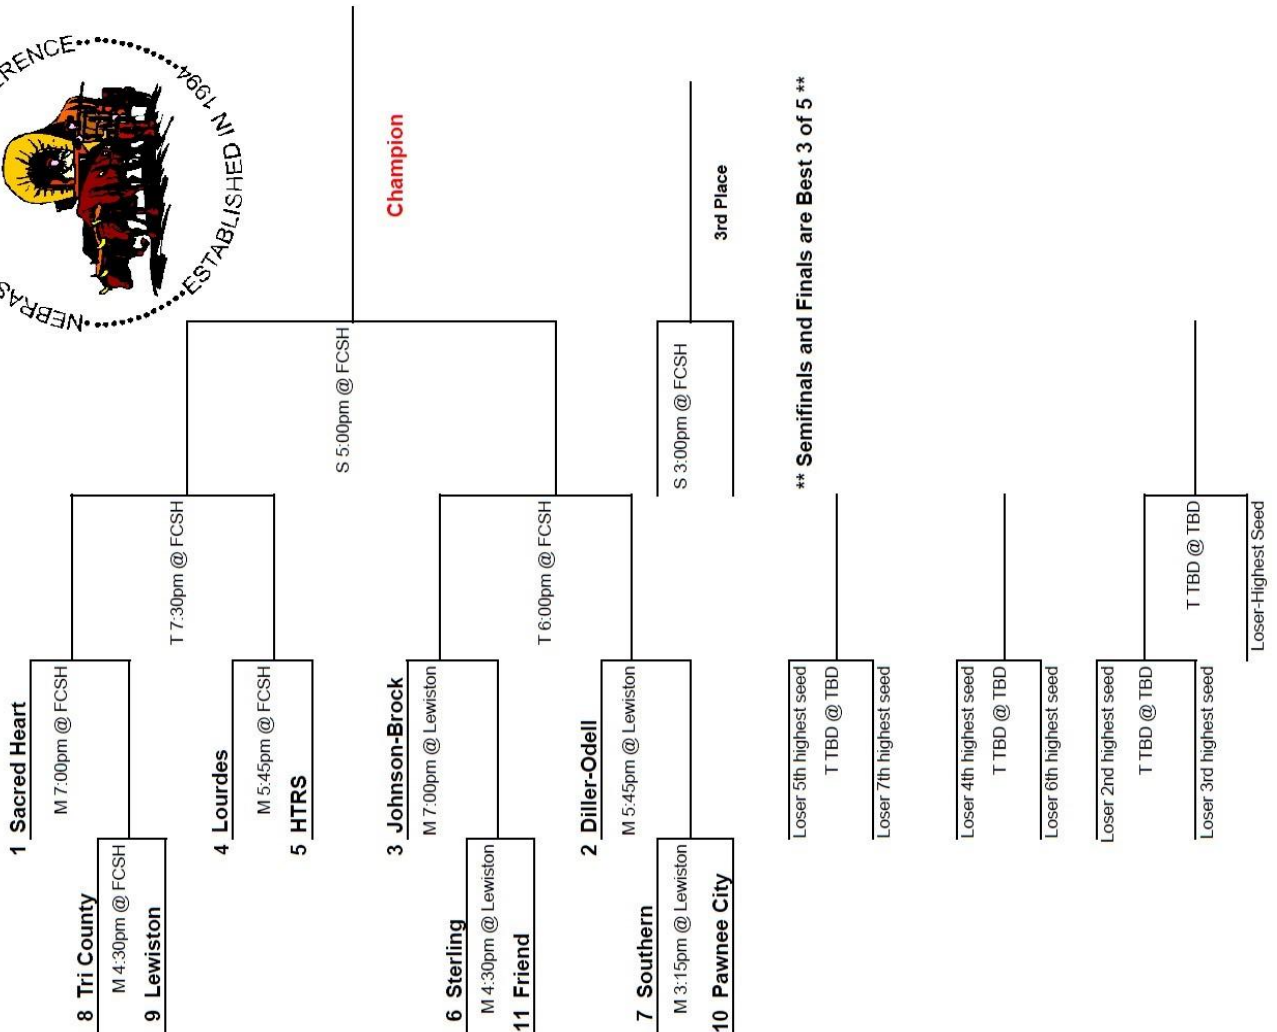 NEBRAS
RENCE
ESTABLISHED IN 1994
1 Sacred Heart
M 7:00pm @ FCSH
8 Tri County
M 4:30pm @ FCSH
9 Lewiston
T 7:30pm @ FCSH
4 Lourdes
M 5:45pm @ FCSH
5 HTRS
S 5:00pm @ FCSH
Champion
3 Johnson-Brock
M 7:00pm @ Lewiston
6 Sterling
M 4:30pm @ Lewiston
11 Friend
T 6:00pm @ FCSH
2 Diller-Odell
M 5:45pm @ Lewiston
7 Southern
M 3:15pm @ Lewiston
10 Pawnee City
S 3:00pm @ FCSH
3rd Place
** Semifinals and Finals are Best 3 of 5 **
Loser 5th highest seed
T TBD @ TBD
Loser 7th highest seed
Loser 4th highest seed
T TBD @ TBD
Loser 6th highest seed
Loser 2nd highest seed
T TBD @ TBD
Loser 3rd highest seed
T TBD @ TBD
Loser-Highest Seed